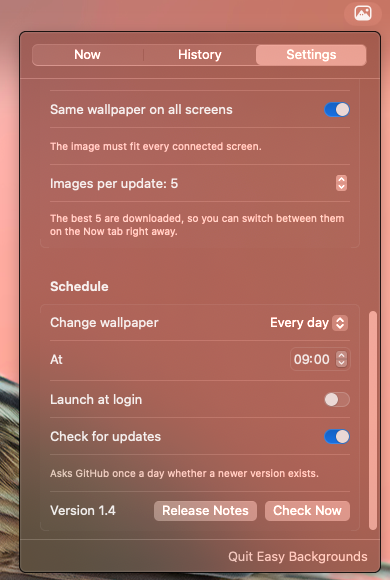 Now History Settings
Same wallpaper on all screens
The image must fit every connected screen.
Images per update: 5
The best 5 are downloaded, so you can switch between them
on the Now tab right away.
Schedule
Change wallpaper Every day
At 09:00
Launch at login
Check for updates
Asks GitHub once a day whether a newer version exists.
Version 1.4 Release Notes Check Now
Quit Easy Backgrounds